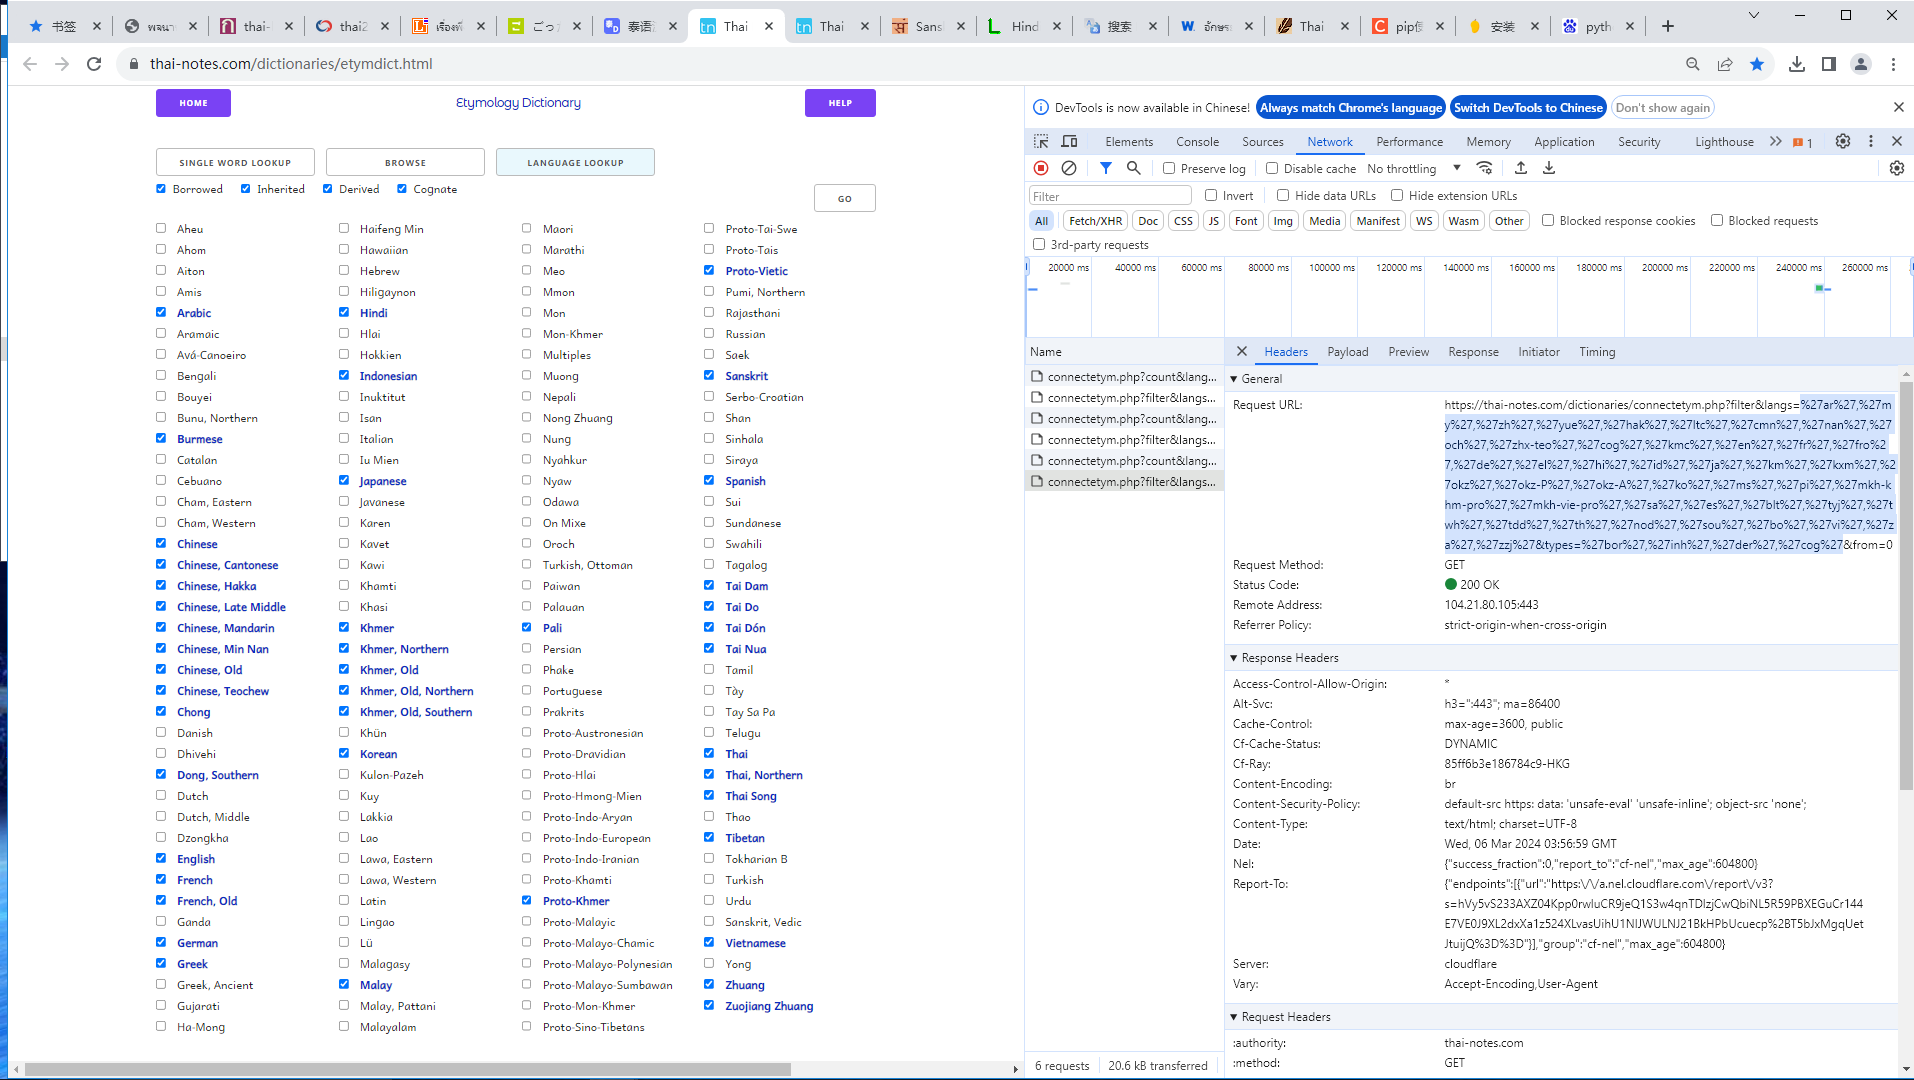 书签
พจนา
thai-
thai2
เรื่องที
ごっ
泰语
Thai
Thai
Sans
Hind
搜索
อักษร
Thai
pip使
安装
pyth
thai-notes.com/dictionaries/etymdict.html
HOME
Etymology Dictionary
HELP
SINGLE WORD LOOKUP
BROWSE
LANGUAGE LOOKUP
Borrowed
Inherited
Derived
Cognate
GO
Aheu
Ahom
Aiton
Amis
Arabic
Aramaic
Avá-Canoeiro
Bengali
Bouyei
Bunu, Northern
Burmese
Catalan
Cebuano
Cham, Eastern
Cham, Western
Chinese
Chinese, Cantonese
Chinese, Hakka
Chinese, Late Middle
Chinese, Mandarin
Chinese, Min Nan
Chinese, Old
Chinese, Teochew
Chong
Danish
Dhivehi
Dong, Southern
Dutch
Dutch, Middle
Dzongkha
English
French
French, Old
Ganda
German
Greek
Greek, Ancient
Gujarati
Ha-Mong
Haifeng Min
Hawaiian
Hebrew
Hiligaynon
Hindi
Hlai
Hokkien
Indonesian
Inuktitut
Isan
Italian
Iu Mien
Japanese
Javanese
Karen
Kavet
Kawi
Khamti
Khasi
Khmer
Khmer, Northern
Khmer, Old
Khmer, Old, Northern
Khmer, Old, Southern
Khün
Korean
Kulon-Pazeh
Kuy
Lakkia
Lao
Lawa, Eastern
Lawa, Western
Latin
Lingao
Lü
Malagasy
Malay
Malay, Pattani
Malayalam
Maori
Marathi
Meo
Mmon
Mon
Mon-Khmer
Multiples
Muong
Nepali
Nong Zhuang
Nung
Nyahkur
Nyaw
Odawa
On Mixe
Oroch
Turkish, Ottoman
Paiwan
Palauan
Pali
Persian
Phake
Portuguese
Prakrits
Proto-Austronesian
Proto-Dravidian
Proto-Hlai
Proto-Hmong-Mien
Proto-Indo-Aryan
Proto-Indo-European
Proto-Indo-Iranian
Proto-Khamti
Proto-Khmer
Proto-Malayic
Proto-Malayo-Chamic
Proto-Malayo-Polynesian
Proto-Malayo-Sumbawan
Proto-Mon-Khmer
Proto-Sino-Tibetans
Proto-Tai-Swe
Proto-Tais
Proto-Vietic
Pumi, Northern
Rajasthani
Russian
Saek
Sanskrit
Serbo-Croatian
Shan
Sinhala
Siraya
Spanish
Sui
Sundanese
Swahili
Tagalog
Tai Dam
Tai Do
Tai Dón
Tai Nua
Tamil
Tày
Tay Sa Pa
Telugu
Thai
Thai, Northern
Thai Song
Thao
Tibetan
Tokharian B
Turkish
Urdu
Sanskrit, Vedic
Vietnamese
Yong
Zhuang
Zuojiang Zhuang
DevTools is now available in Chinese!
Always match Chrome's language
Switch DevTools to Chinese
Don't show again
Elements
Console
Sources
Network
Performance
Memory
Application
Security
Lighthouse
1
Preserve log
Disable cache
No throttling
Filter
Invert
Hide data URLs
Hide extension URLs
All
Fetch/XHR
Doc
CSS
JS
Font
Img
Media
Manifest
WS
Wasm
Other
Blocked response cookies
Blocked requests
3rd-party requests
20000 ms
40000 ms
60000 ms
80000 ms
100000 ms
120000 ms
140000 ms
160000 ms
180000 ms
200000 ms
220000 ms
240000 ms
260000 ms
Name
connectetym.php?count&lang...
connectetym.php?filter&langs...
connectetym.php?count&lang...
connectetym.php?filter&langs...
connectetym.php?count&lang...
connectetym.php?filter&langs...
6 requests
20.6 kB transferred
Headers
Payload
Preview
Response
Initiator
Timing
General
Request URL:
https://thai-notes.com/dictionaries/connectetym.php?filter&langs=%27ar%27,%27m
y%27,%27zh%27,%27yue%27,%27hak%27,%27ltc%27,%27cmn%27,%27nan%27,%27
och%27,%27zhx-teo%27,%27cog%27,%27kmc%27,%27en%27,%27fr%27,%27fro%2
7,%27de%27,%27el%27,%27hi%27,%27id%27,%27ja%27,%27km%27,%27kxm%27,%2
7okz%27,%27okz-P%27,%27okz-A%27,%27ko%27,%27ms%27,%27pi%27,%27mkh-k
hm-pro%27,%27mkh-vie-pro%27,%27sa%27,%27es%27,%27blt%27,%27tyj%27,%27t
wh%27,%27tdd%27,%27th%27,%27nod%27,%27sou%27,%27bo%27,%27vi%27,%27z
a%27,%27zzj%27&types=%27bor%27,%27inh%27,%27der%27,%27cog%27&from=0
Request Method:
GET
Status Code:
200 OK
Remote Address:
104.21.80.105:443
Referrer Policy:
strict-origin-when-cross-origin
Response Headers
Access-Control-Allow-Origin:
*
Alt-Svc:
h3=":443"; ma=86400
Cache-Control:
max-age=3600, public
Cf-Cache-Status:
DYNAMIC
Cf-Ray:
85ff6b3e186784c9-HKG
Content-Encoding:
br
Content-Security-Policy:
default-src https: data: 'unsafe-eval' 'unsafe-inline'; object-src 'none';
Content-Type:
text/html; charset=UTF-8
Date:
Wed, 06 Mar 2024 03:56:59 GMT
Nel:
{"success_fraction":0,"report_to":"cf-nel","max_age":604800}
Report-To:
{"endpoints":[{"url":"https:\/\/a.nel.cloudflare.com\/report\/v3?
JtuijQ%3D%3D"}],"group":"cf-nel","max_age":604800}
Server:
cloudflare
Vary:
Accept-Encoding,User-Agent
Request Headers
:authority:
thai-notes.com
:method:
GET